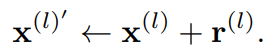 𝐱^{(l)′} ← 𝐱^{(l)} + 𝐫^{(l)}.